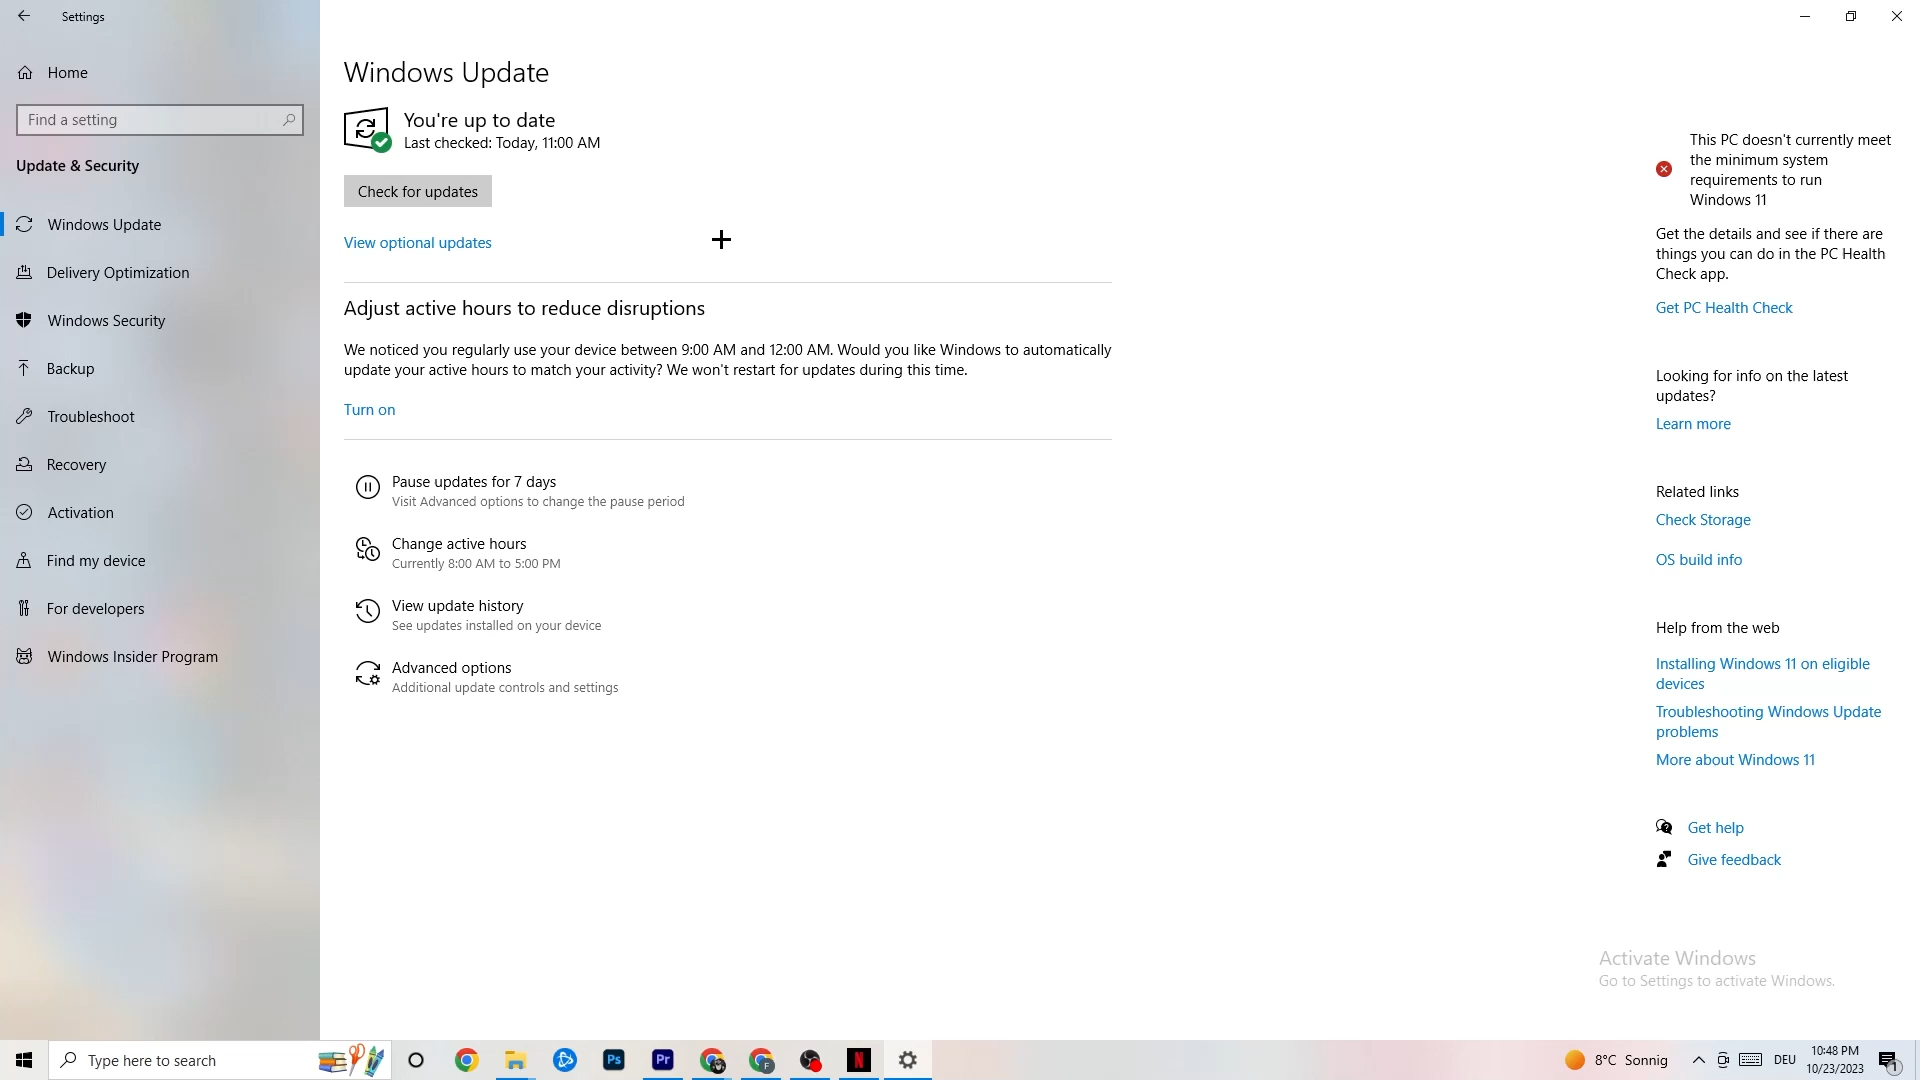 Settings
Home
Find a setting
Update & Security
Windows Update
Delivery Optimization
Windows Security
Backup
Troubleshoot
Recovery
Activation
Find my device
For developers
Windows Insider Program
Windows Update
You're up to date
Last checked: Today, 11:00 AM
Check for updates
View optional updates
Adjust active hours to reduce disruptions
We noticed you regularly use your device between 9:00 AM and 12:00 AM. Would you like Windows to automatically
update your active hours to match your activity? We won't restart for updates during this time.
Turn on
Pause updates for 7 days
Visit Advanced options to change the pause period
Change active hours
Currently 8:00 AM to 5:00 PM
View update history
See updates installed on your device
Advanced options
Additional update controls and settings
This PC doesn't currently meet
the minimum system
requirements to run
Windows 11
Get the details and see if there are
things you can do in the PC Health
Check app.
Get PC Health Check
Looking for info on the latest
updates?
Learn more
Related links
Check Storage
OS build info
Help from the web
Installing Windows 11 on eligible
devices
Troubleshooting Windows Update
problems
More about Windows 11
Get help
Give feedback
Activate Windows
Go to Settings to activate Windows.
Type here to search
Ps
Pr
F
N
8°C Sonnig
DEU
10:48 PM
10/23/2023
1